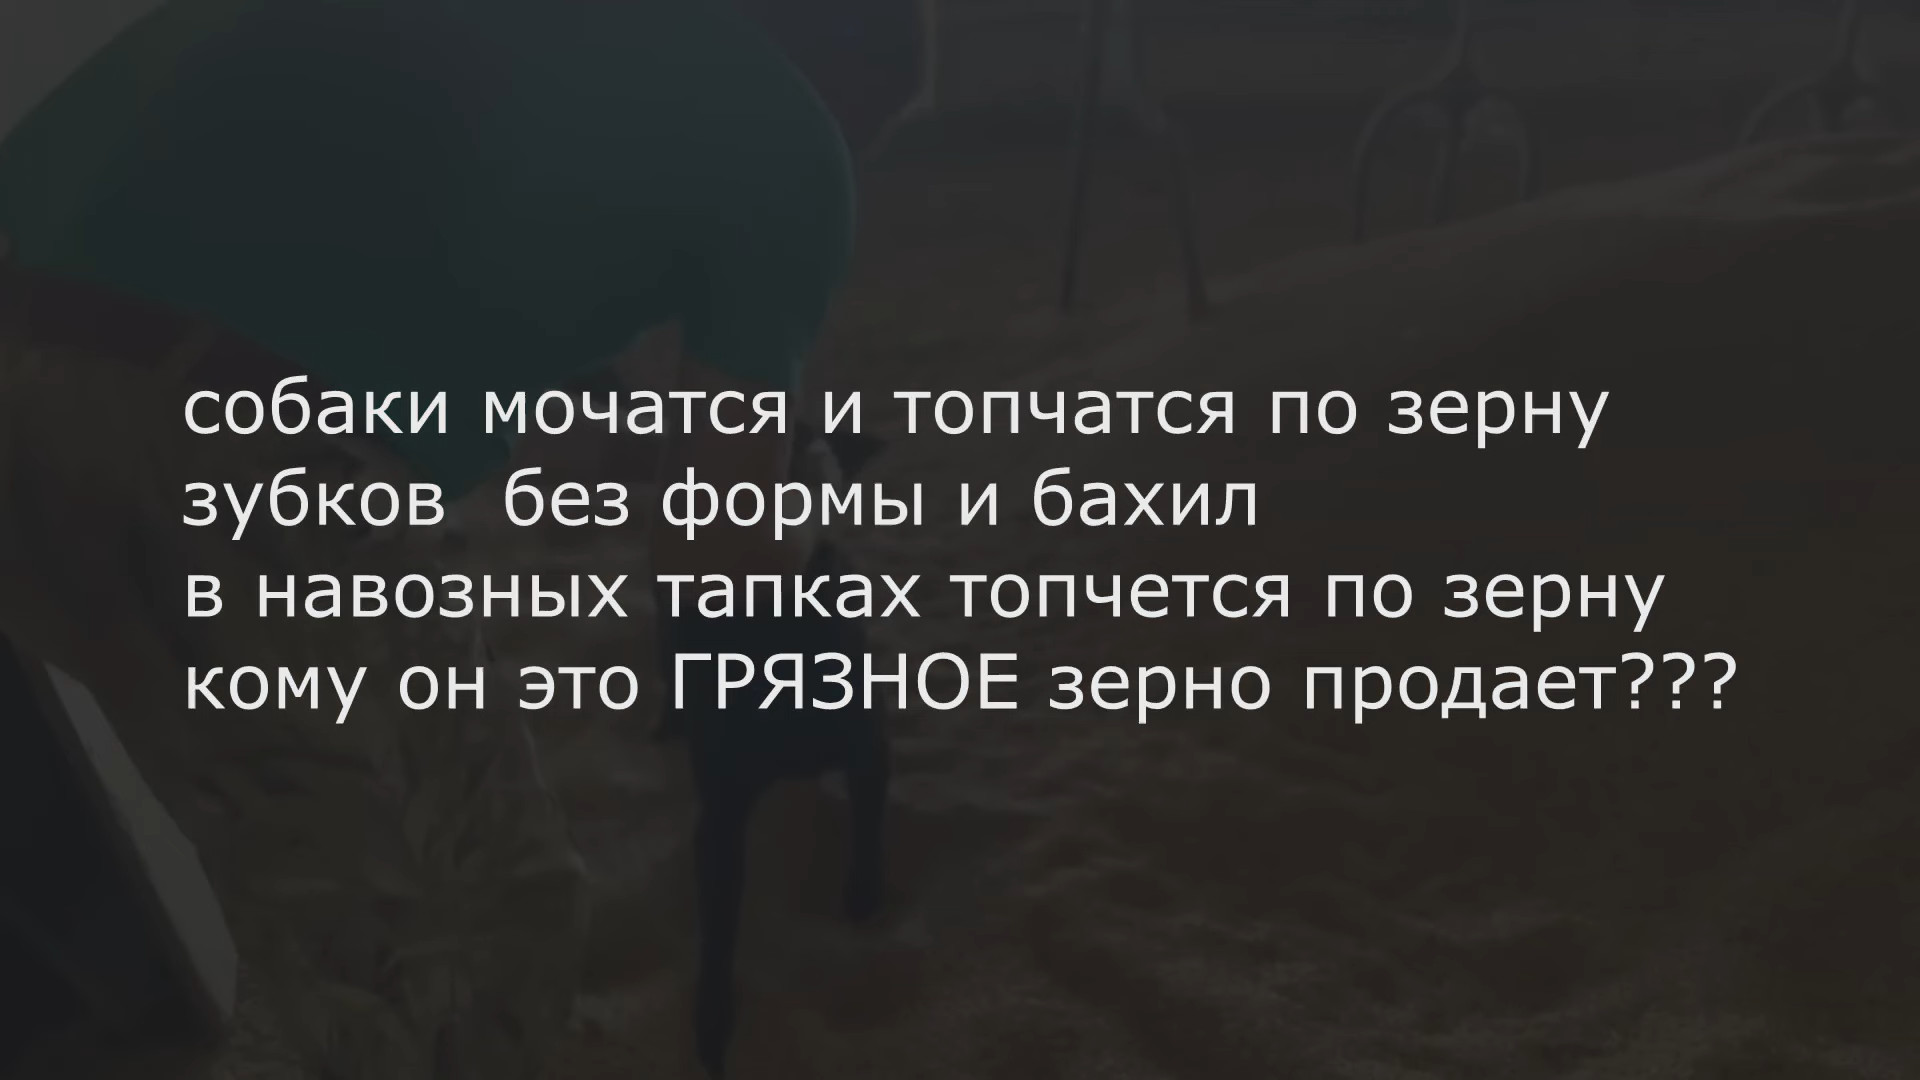 собаки мочатся и топчатся по зерну
зубков  без формы и бахил
в навозных тапках топчется по зерну
кому он это ГРЯЗНОЕ зерно продает???